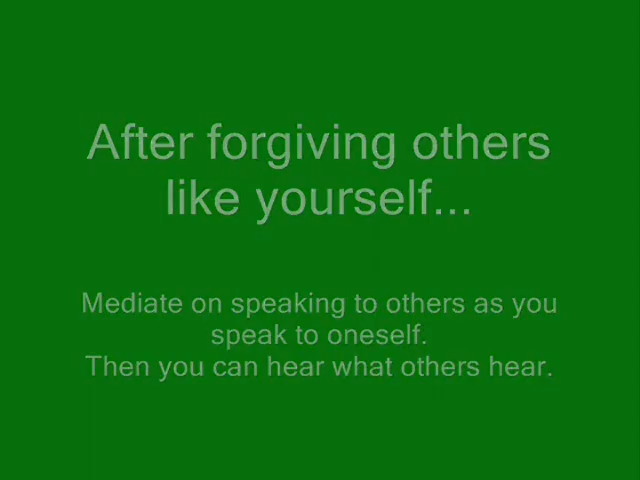 After forgiving others
like yourself...
Mediate on speaking to others as you
speak to oneself.
Then you can hear what others hear.